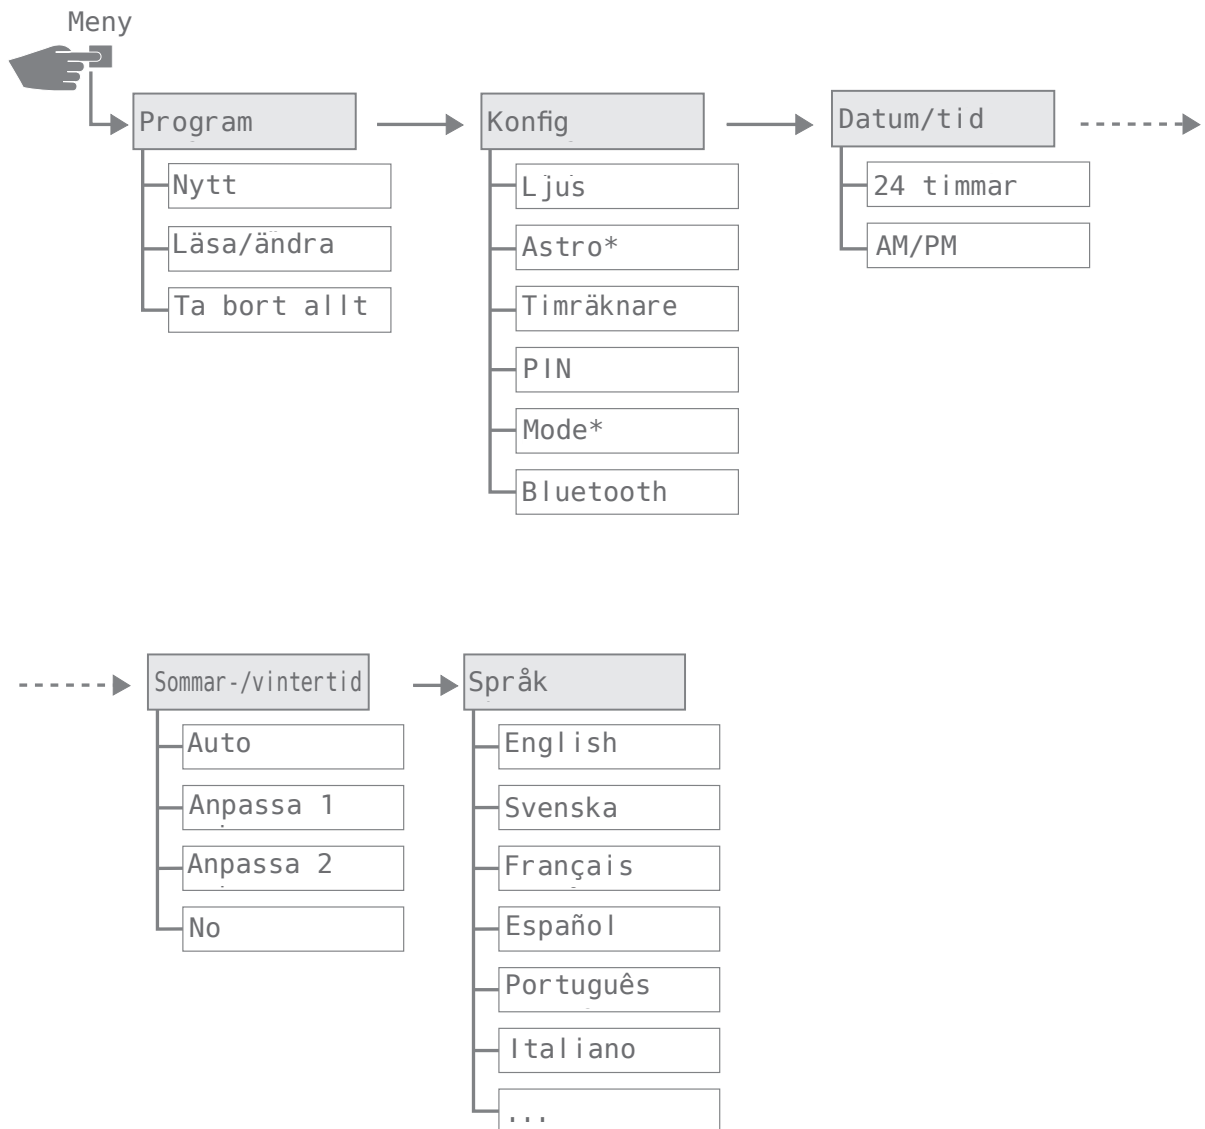 Meny
Program
Nytt
Läsa/ändra
Ta bort allt
Konfig
Ljus
Astro*
Timräknare
PIN
Mode*
Bluetooth
Datum/tid
24 timmar
AM/PM
Sommar-/vintertid
Auto
Anpassa 1
Anpassa 2
No
Språk
English
Svenska
Français
Español
Português
Italiano
...